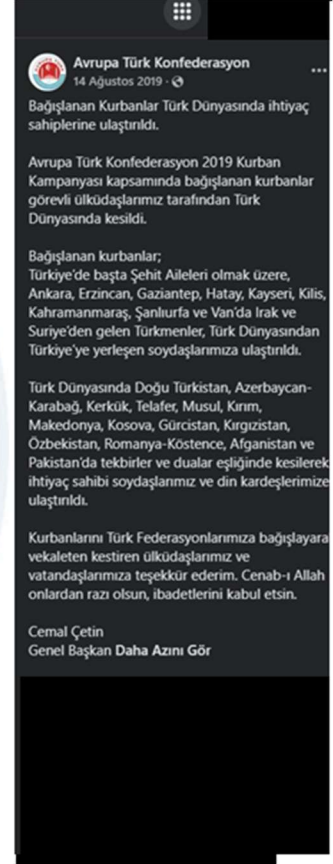 Avrupa Türk Konfederasyon
14 Ağustos 2019 ·
Bağışlanan Kurbanlar Türk Dünyasında ihtiyaç
sahiplerine ulaştırıldı.
Avrupa Türk Konfederasyon 2019 Kurban
Kampanyası kapsamında bağışlanan kurbanlar
görevli ülküdaşlarımız tarafından Türk
Dünyasında kesildi.
Bağışlanan kurbanlar;
Türkiye'de başta Şehit Aileleri olmak üzere,
Ankara, Erzincan, Gaziantep, Hatay, Kayseri, Kilis,
Kahramanmaraş, Şanlıurfa ve Van'da Irak ve
Suriye'den gelen Türkmenler, Türk Dünyasından
Türkiye'ye yerleşen soydaşlarımıza ulaştırıldı.
Türk Dünyasında Doğu Türkistan, Azerbaycan-
Karabağ, Kerkük, Telafer, Musul, Kırım,
Makedonya, Kosova, Gürcistan, Kırgızistan,
Özbekistan, Romanya-Köstence, Afganistan ve
Pakistan'da tekbirler ve dualar eşliğinde kesilerek
ihtiyaç sahibi soydaşlarımız ve din kardeşlerimize
ulaştırıldı.
Kurbanlarını Türk Federasyonlarımıza bağışlayara
vekaleten kestiren ülküdaşlarımız ve
vatandaşlarımıza teşekkür ederim. Cenab-ı Allah
onlardan razı olsun, ibadetlerini kabul etsin.
Cemal Çetin
Genel Başkan Daha Azını Gör